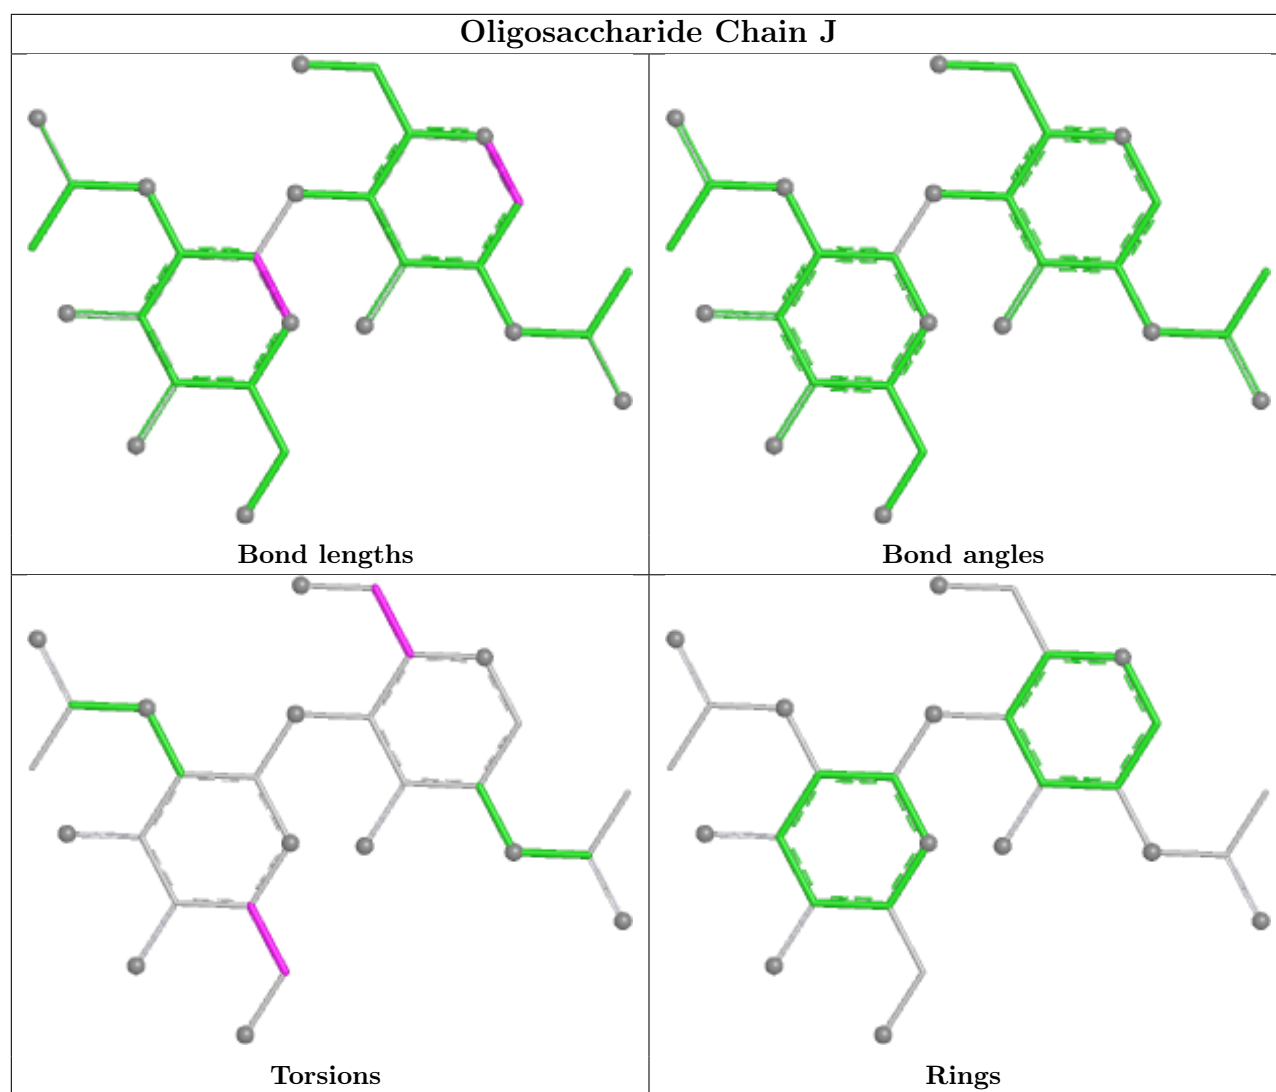 Oligosaccharide Chain J
Bond lengths
Bond angles
Torsions
Rings